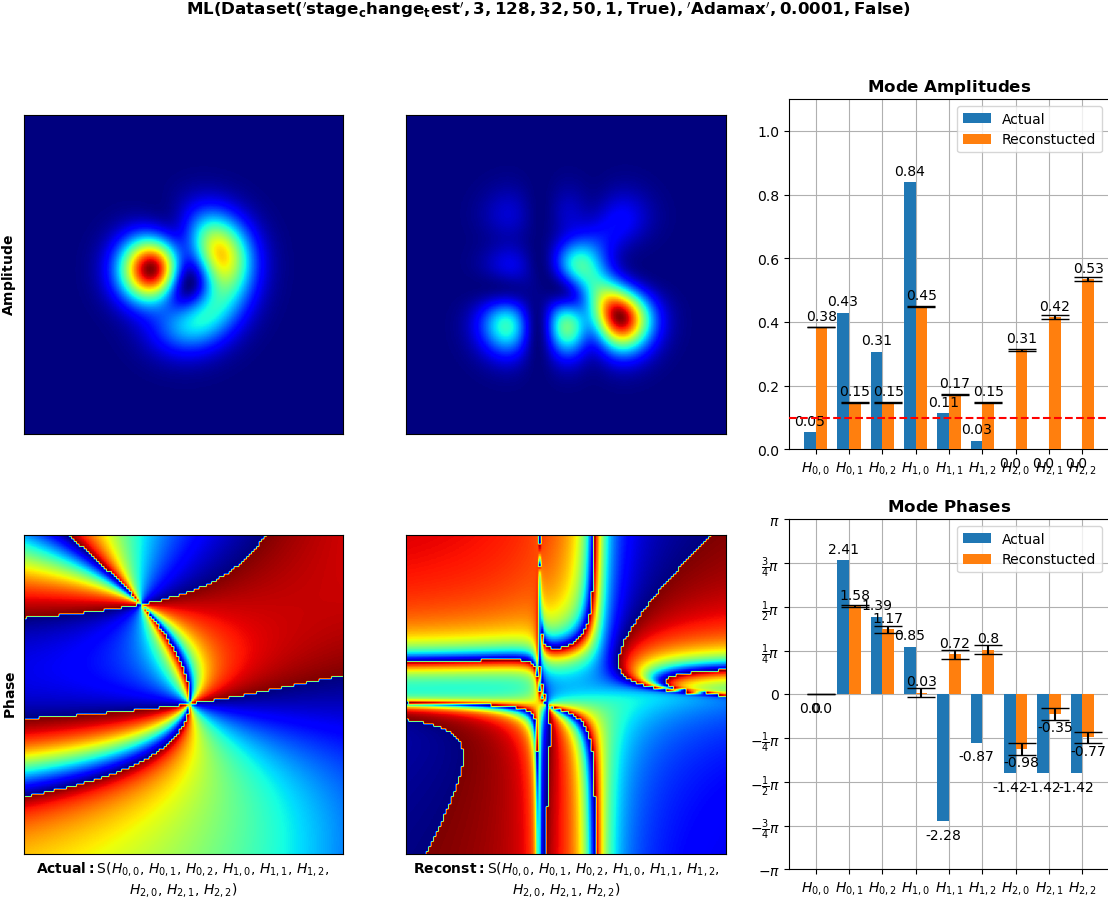 ML(Dataset('stage_change_test', 3, 128, 32, 50, 1, True), 'Adamax', 0.0001, False)
Amplitude
Mode Amplitudes
Actual
Reconstucted
1.0
0.8
0.6
0.4
0.2
0.0
0.05
0.38
0.43
0.15
0.31
0.15
0.84
0.45
0.11
0.17
0.03
0.15
0.0
0.31
0.0
0.42
0.0
0.53
H0,0 H0,1 H0,2 H1,0 H1,1 H1,2 H2,0 H2,1 H2,2
Phase
Actual: S(H0,0, H0,1, H0,2, H1,0, H1,1, H1,2,
H2,0, H2,1, H2,2)
Reconst: S(H0,0, H0,1, H0,2, H1,0, H1,1, H1,2,
H2,0, H2,1, H2,2)
Mode Phases
Actual
Reconstucted
π
3/4π
1/2π
1/4π
0
−1/4π
−1/2π
−3/4π
−π
0.0
0.0
2.41
1.58
1.39
1.17
0.85
0.03
-2.28
0.72
-0.87
0.8
-1.42
-0.98
-1.42
-0.35
-1.42
-0.77
H0,0 H0,1 H0,2 H1,0 H1,1 H1,2 H2,0 H2,1 H2,2